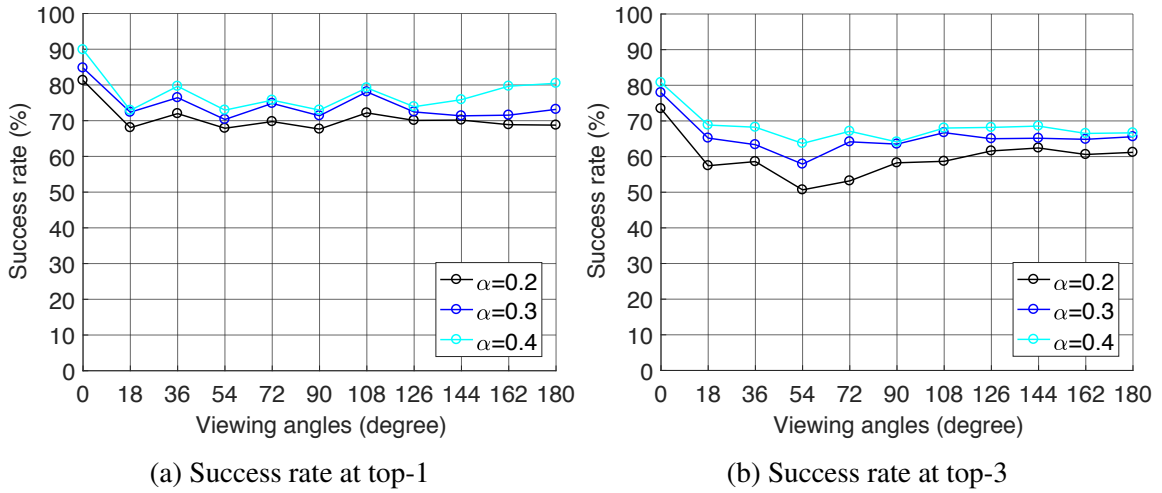 100
90
80
70
60
50
40
30
20
10
0
Success rate (%)
α=0.2
α=0.3
α=0.4
0 18 36 54 72 90 108 126 144 162 180
Viewing angles (degree)
(a) Success rate at top-1
100
90
80
70
60
50
40
30
20
10
0
Success rate (%)
α=0.2
α=0.3
α=0.4
0 18 36 54 72 90 108 126 144 162 180
Viewing angles (degree)
(b) Success rate at top-3